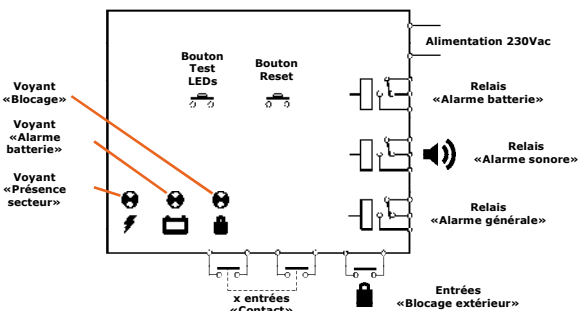 Alimentation 230Vac
Bouton
Test
LEDs
Bouton
Reset
Voyant
«Blocage»
Voyant
«Alarme
batterie»
Voyant
«Présence
secteur»
Relais
«Alarme batterie»
Relais
«Alarme sonore»
Relais
«Alarme générale»
x entrées
«Contact»
Entrées
«Blocage extérieur»